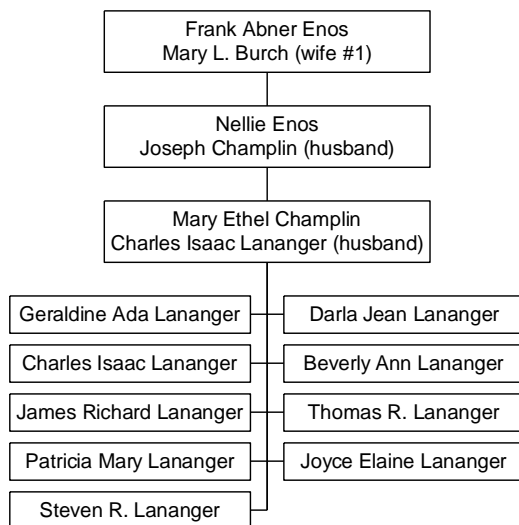 Frank Abner Enos
Mary L. Burch (wife #1)
Nellie Enos
Joseph Champlin (husband)
Mary Ethel Champlin
Charles Isaac Lananger (husband)
Geraldine Ada Lananger
Darla Jean Lananger
Charles Isaac Lananger
Beverly Ann Lananger
James Richard Lananger
Thomas R. Lananger
Patricia Mary Lananger
Joyce Elaine Lananger
Steven R. Lananger